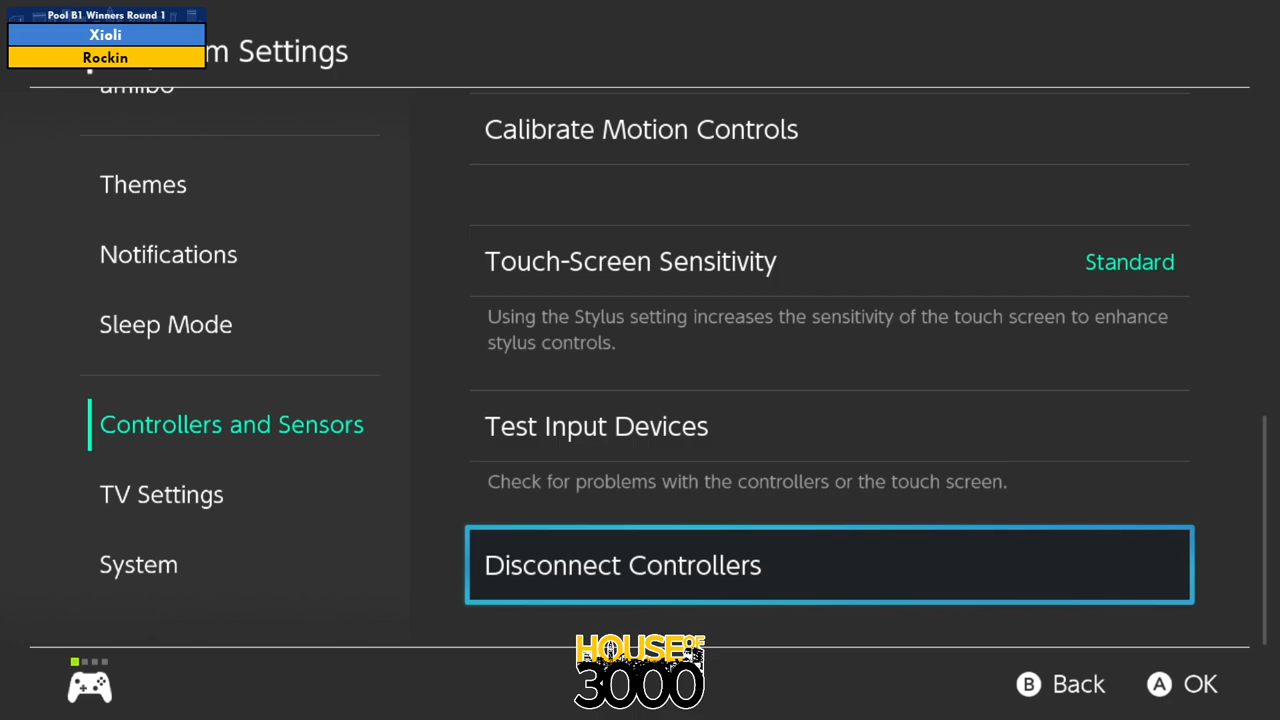 Pool B1 Winners Round 1
Xioli
Rockin
m Settings
amiibo
Themes
Notifications
Sleep Mode
Controllers and Sensors
TV Settings
System
Calibrate Motion Controls
Touch-Screen Sensitivity Standard
Using the Stylus setting increases the sensitivity of the touch screen to enhance
stylus controls.
Test Input Devices
Check for problems with the controllers or the touch screen.
Disconnect Controllers
HOUSE OF
3000
B Back A OK